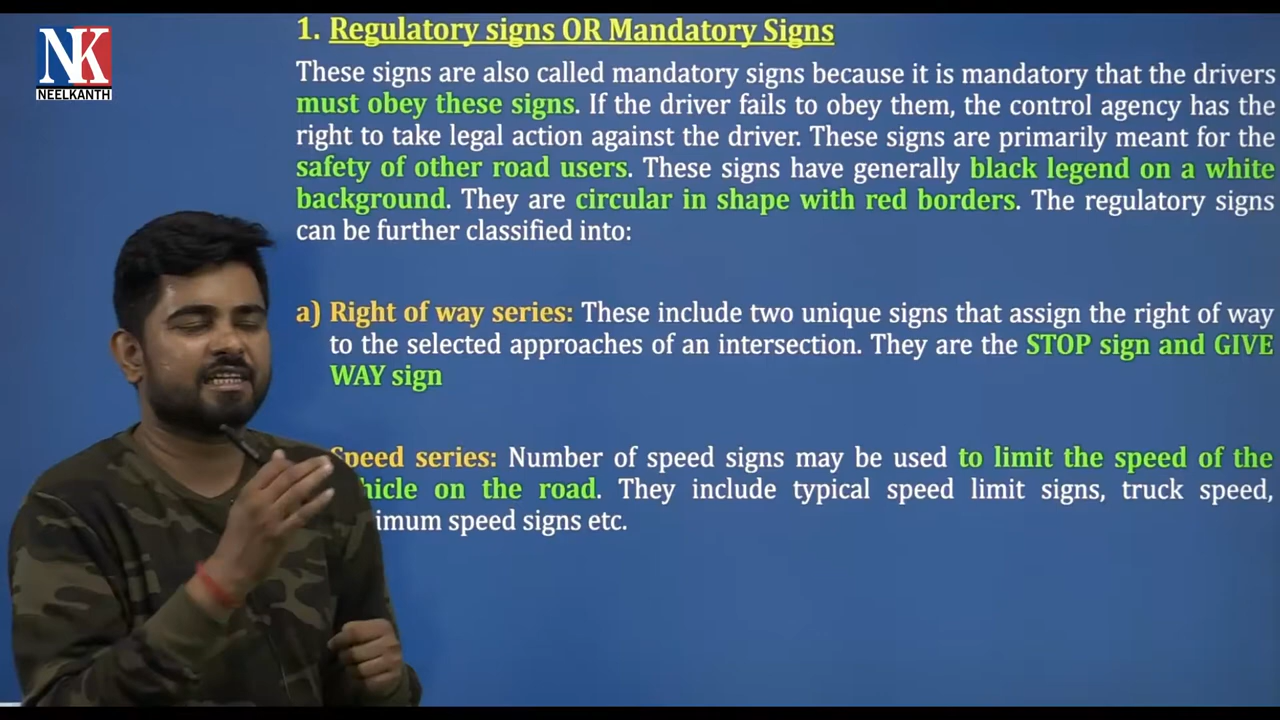 NK
NEELKANTH
1. Regulatory signs OR Mandatory Signs
These signs are also called mandatory signs because it is mandatory that the drivers
must obey these signs. If the driver fails to obey them, the control agency has the
right to take legal action against the driver. These signs are primarily meant for the
safety of other road users. These signs have generally black legend on a white
background. They are circular in shape with red borders. The regulatory signs
can be further classified into:
a) Right of way series: These include two unique signs that assign the right of way
to the selected approaches of an intersection. They are the STOP sign and GIVE
WAY sign
Speed series: Number of speed signs may be used to limit the speed of the
hicle on the road. They include typical speed limit signs, truck speed,
imum speed signs etc.